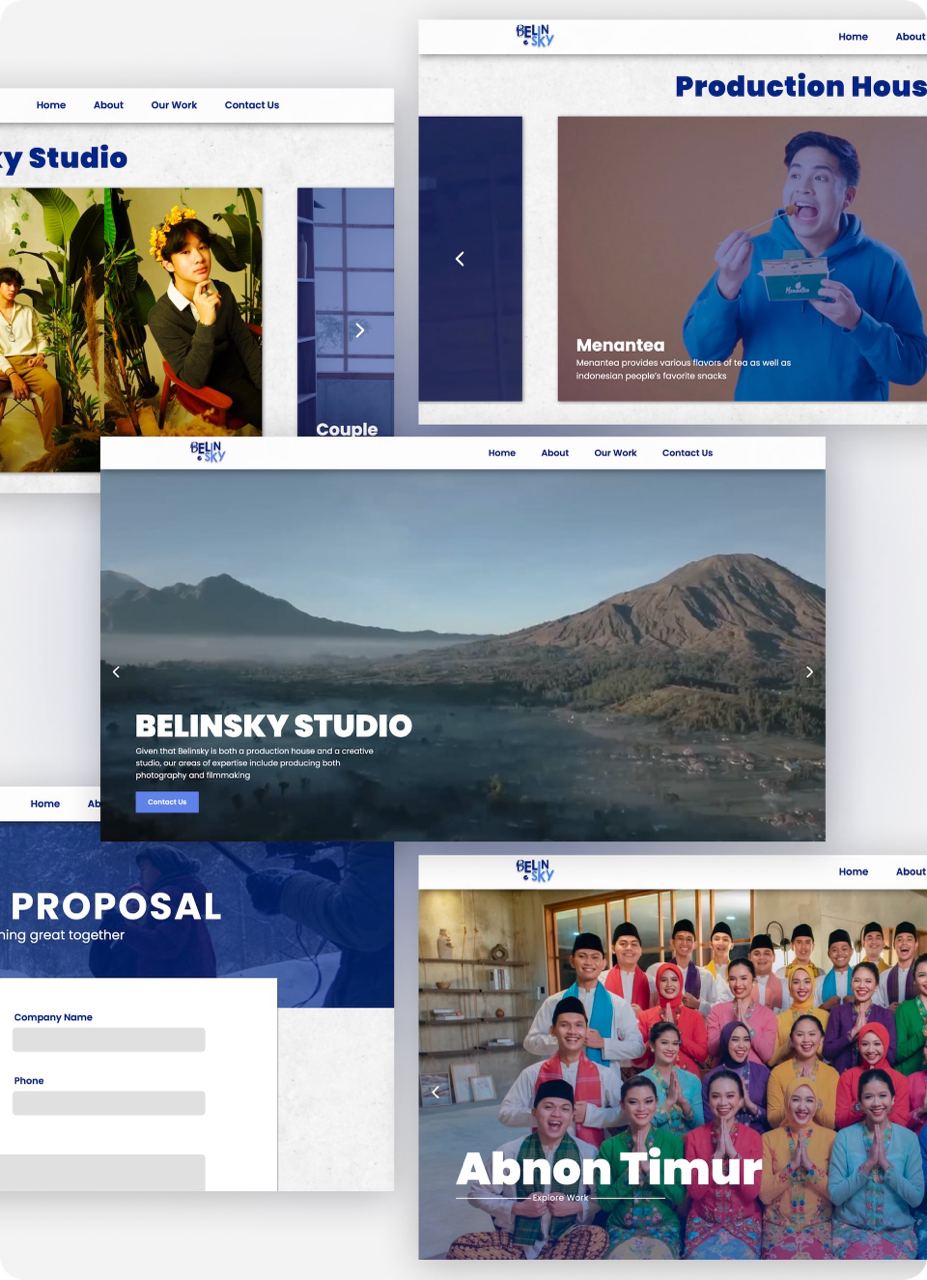 BELIN
SKY
Home About
Production Hous
Menantea
Menantea provides various flavors of tea as well as
indonesian people's favorite snacks
Menantea
Home About Our Work Contact Us
ky Studio
Couple
BELIN
SKY
Home About Our Work Contact Us
BELINSKY STUDIO
Given that Belinsky is both a production house and a creative
studio, our areas of expertise include producing both
photography and filmmaking
Contact Us
Home Ab
PROPOSAL
ning great together
Company Name
Phone
BELIN
SKY
Home About
Abnon Timur
Explore Work